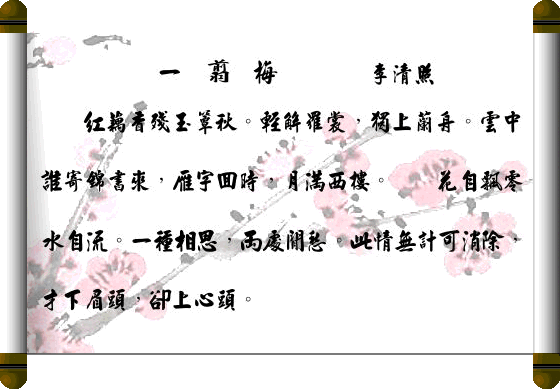 一 翦 梅 李清照
紅藕香殘玉簟秋。輕解羅裳，獨上蘭舟。雲中
誰寄錦書來，雁字回時，月滿西樓。 花自飄零
水自流。一種相思，兩處閒愁。此情無計可消除，
才下眉頭，卻上心頭。